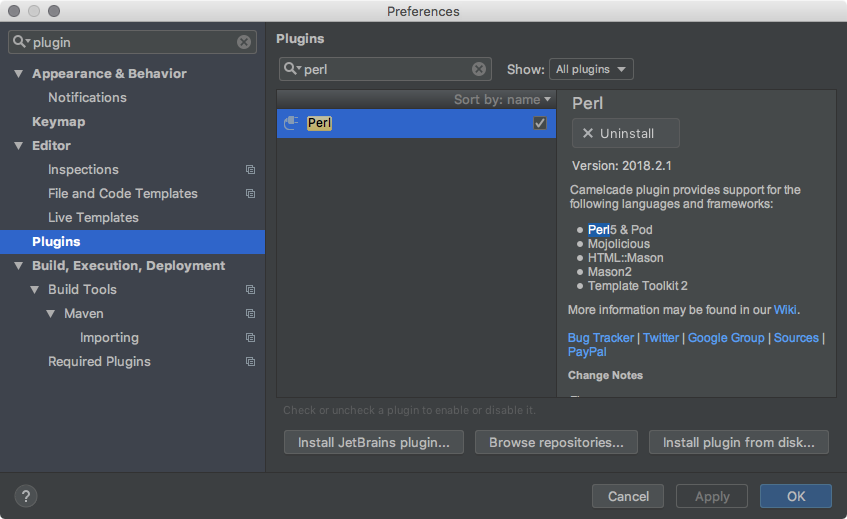 Preferences
plugin
Appearance & Behavior
Notifications
Keymap
Editor
Inspections
File and Code Templates
Live Templates
Plugins
Build, Execution, Deployment
Build Tools
Maven
Importing
Required Plugins
Plugins
perl
Show: All plugins
Sort by: name
Perl
Perl
Uninstall
Version: 2018.2.1
Camelcade plugin provides support for the
following languages and frameworks:
Perl5 & Pod
Mojolicious
HTML::Mason
Mason2
Template Toolkit 2
More information may be found in our Wiki.
Bug Tracker | Twitter | Google Group | Sources |
PayPal
Change Notes
Check or uncheck a plugin to enable or disable it.
Install JetBrains plugin... Browse repositories... Install plugin from disk...
? Cancel Apply OK